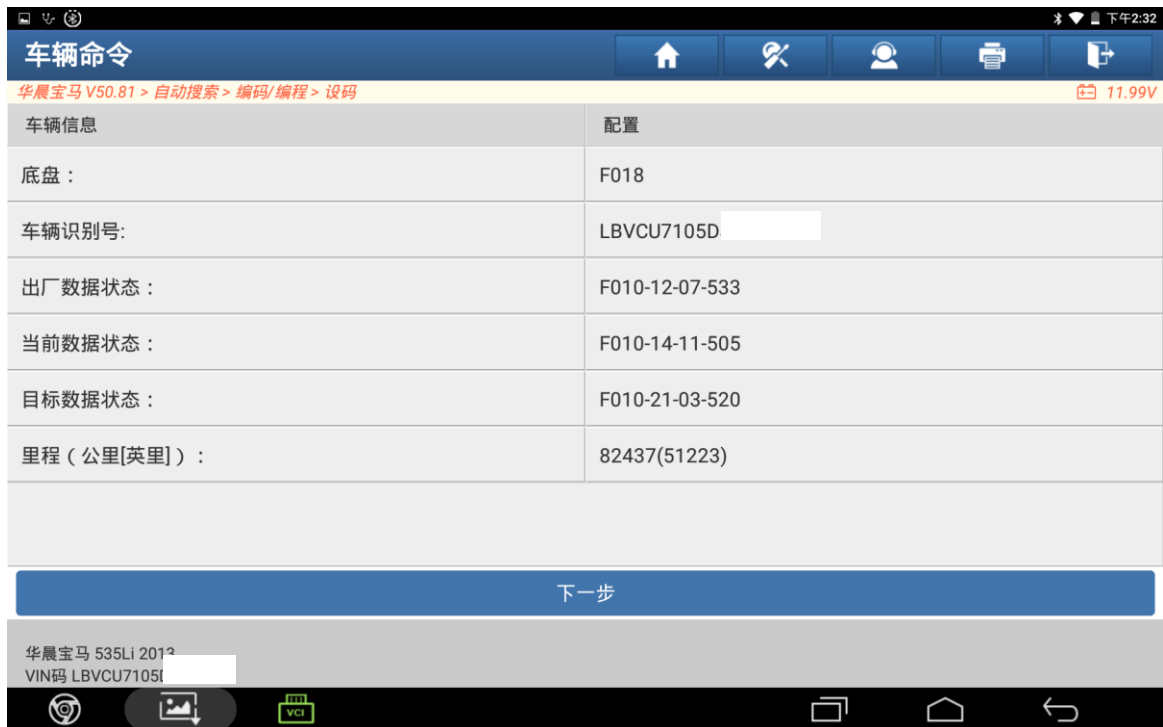 下午2:32
车辆命令
华晨宝马 V50.81 > 自动搜索 > 编码/编程 > 设码 11.99V
车辆信息 配置
底盘： F018
车辆识别号: LBVCU7105D
出厂数据状态： F010-12-07-533
当前数据状态： F010-14-11-505
目标数据状态： F010-21-03-520
里程（公里[英里]）： 82437(51223)
下一步
华晨宝马 535Li 2013
VIN码 LBVCU7105D
VCI